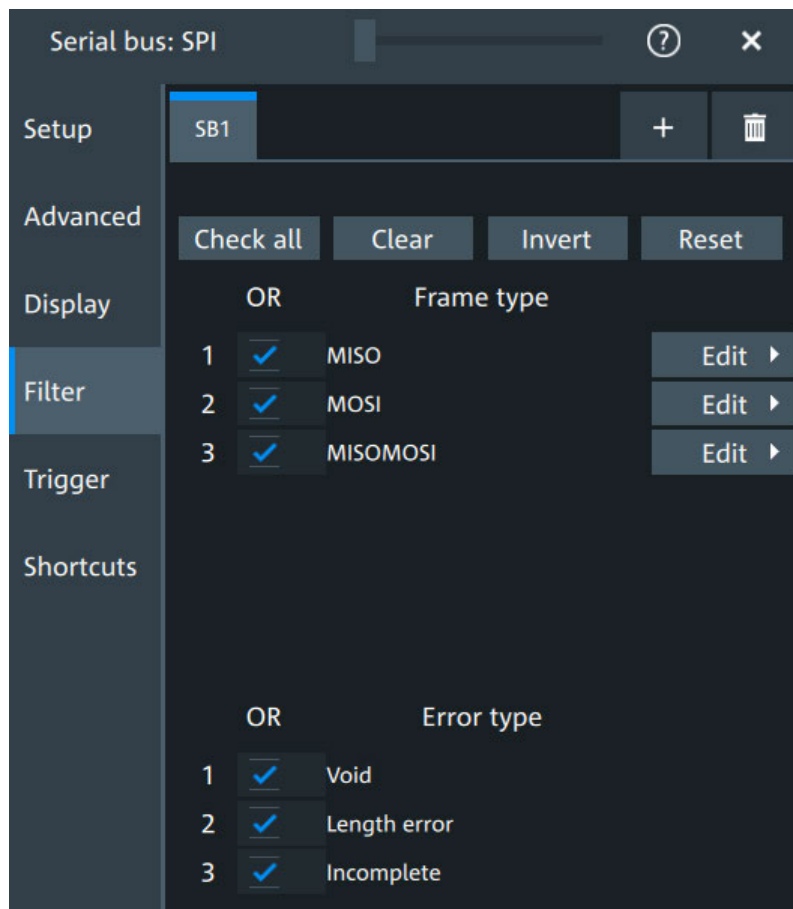 Serial bus: SPI ? ×
Setup
SB1 +
Advanced
Check all Clear Invert Reset
Display
OR Frame type
1 MISO Edit
Filter
2 MOSI Edit
3 MISOMOSI Edit
Trigger
Shortcuts
OR Error type
1 Void
2 Length error
3 Incomplete